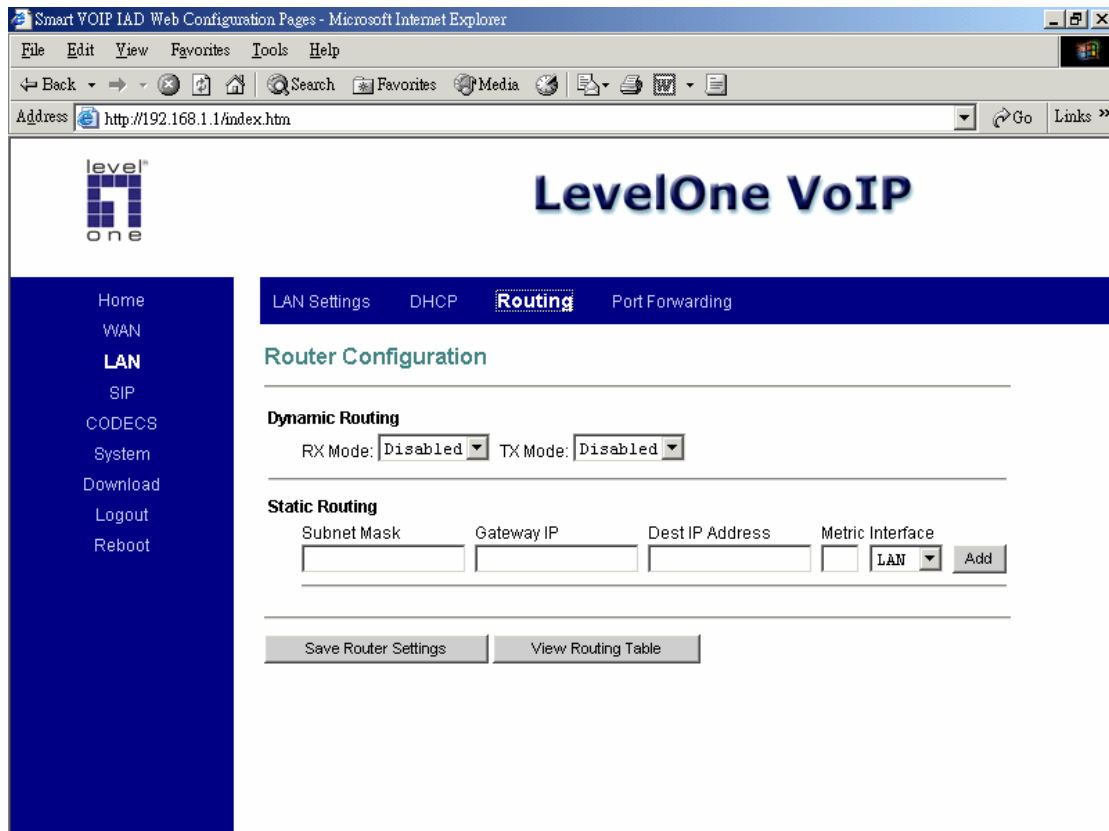 Smart VOIP IAD Web Configuration Pages - Microsoft Internet Explorer
File Edit View Favorites Tools Help
Back Search Favorites Media
Address http://192.168.1.1/index.htm Go Links »
level
one
LevelOne VoIP
Home
WAN
LAN
SIP
CODECS
System
Download
Logout
Reboot
LAN Settings DHCP Routing Port Forwarding
Router Configuration
Dynamic Routing
RX Mode: Disabled TX Mode: Disabled
Static Routing
Subnet Mask Gateway IP Dest IP Address Metric Interface
LAN Add
Save Router Settings View Routing Table